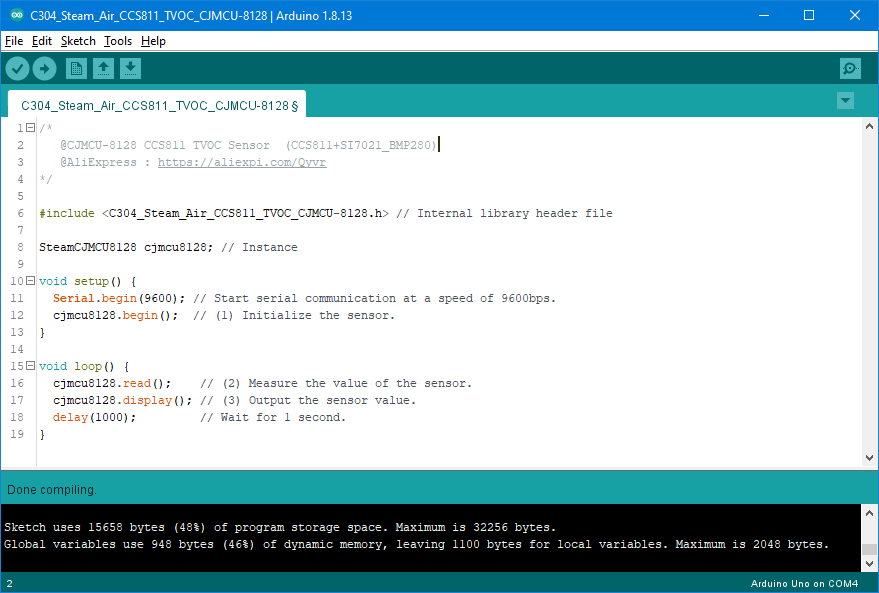 C304_Steam_Air_CCS811_TVOC_CJMCU-8128 | Arduino 1.8.13
File Edit Sketch Tools Help
C304_Steam_Air_CCS811_TVOC_CJMCU-8128 §
1 /*
2 @CJMCU-8128 CCS811 TVOC Sensor (CCS811+SI7021_BMP280)
3 @AliExpress : https://aliexpi.com/Qyvr
4 */
5
6 #include <C304_Steam_Air_CCS811_TVOC_CJMCU-8128.h> // Internal library header file
7
8 SteamCJMCU8128 cjmcu8128; // Instance
9
10 void setup() {
11 Serial.begin(9600); // Start serial communication at a speed of 9600bps.
12 cjmcu8128.begin(); // (1) Initialize the sensor.
13 }
14
15 void loop() {
16 cjmcu8128.read(); // (2) Measure the value of the sensor.
17 cjmcu8128.display(); // (3) Output the sensor value.
18 delay(1000); // Wait for 1 second.
19 }
Done compiling.
Sketch uses 15658 bytes (48%) of program storage space. Maximum is 32256 bytes.
Global variables use 948 bytes (46%) of dynamic memory, leaving 1100 bytes for local variables. Maximum is 2048 bytes.
2 Arduino Uno on COM4